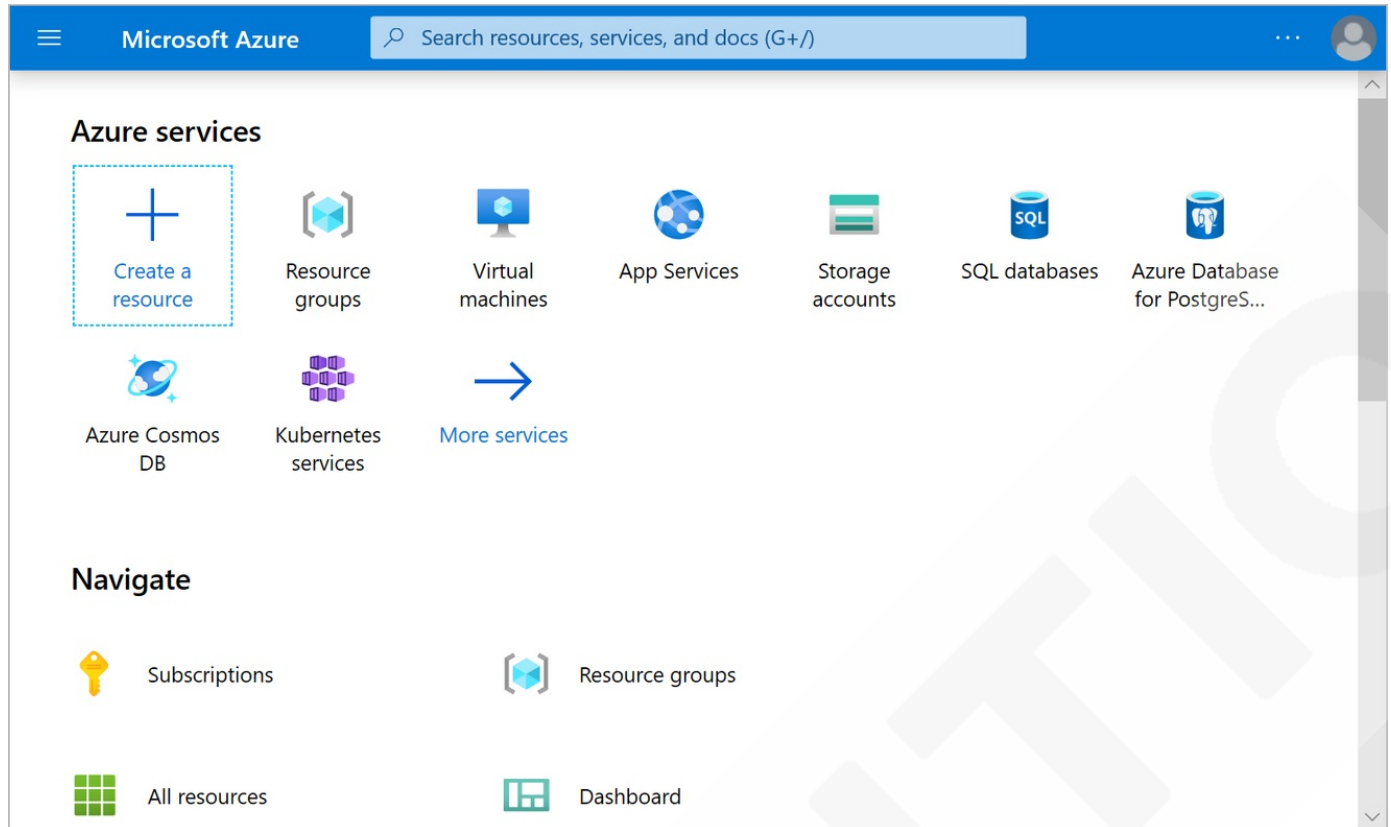 Microsoft Azure
Search resources, services, and docs (G+/)
...
Azure services
Create a
resource
Resource
groups
Virtual
machines
App Services
Storage
accounts
SQL
SQL databases
Azure Database
for PostgreS...
Azure Cosmos
DB
Kubernetes
services
More services
Navigate
Subscriptions
Resource groups
All resources
Dashboard